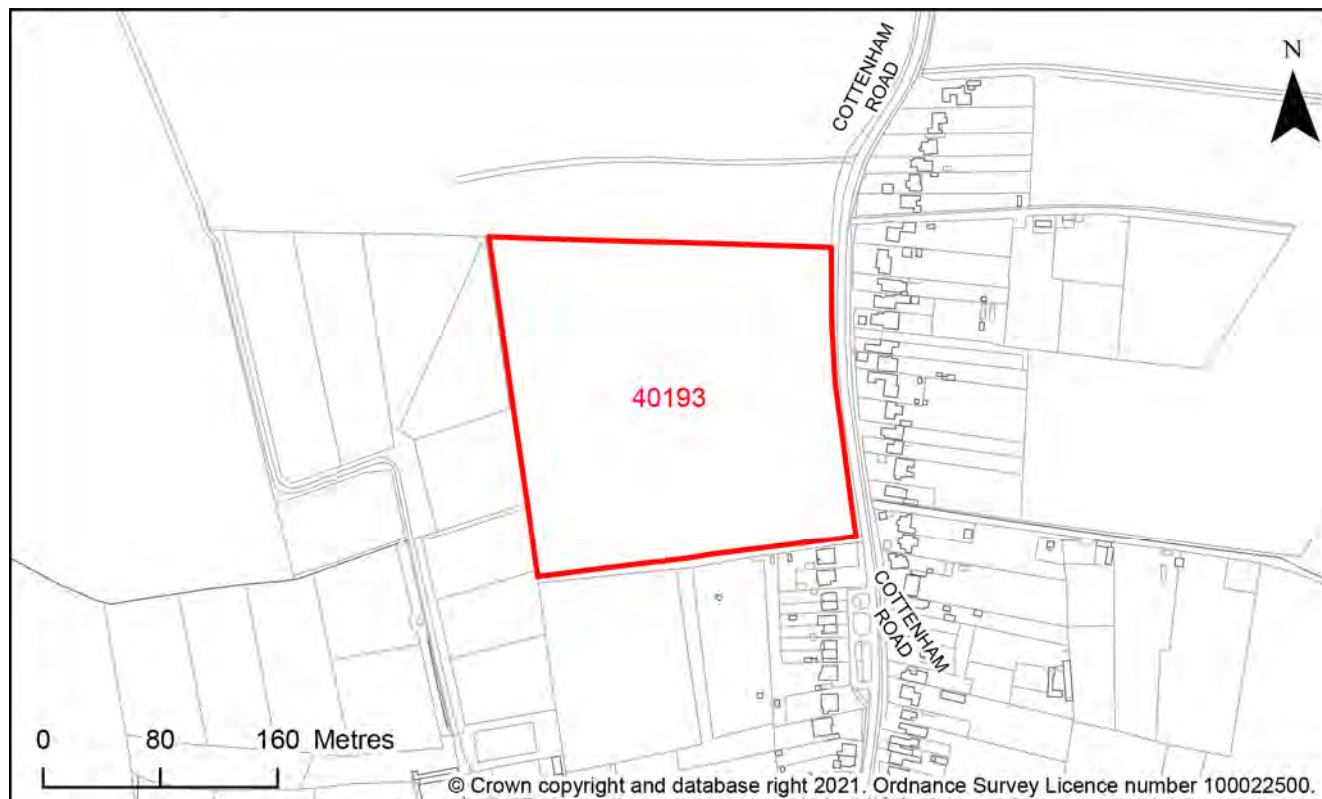 COTTENHAM
ROAD
N
40193
COTTENHAM
ROAD
0 80 160 Metres
© Crown copyright and database right 2021. Ordnance Survey Licence number 100022500.